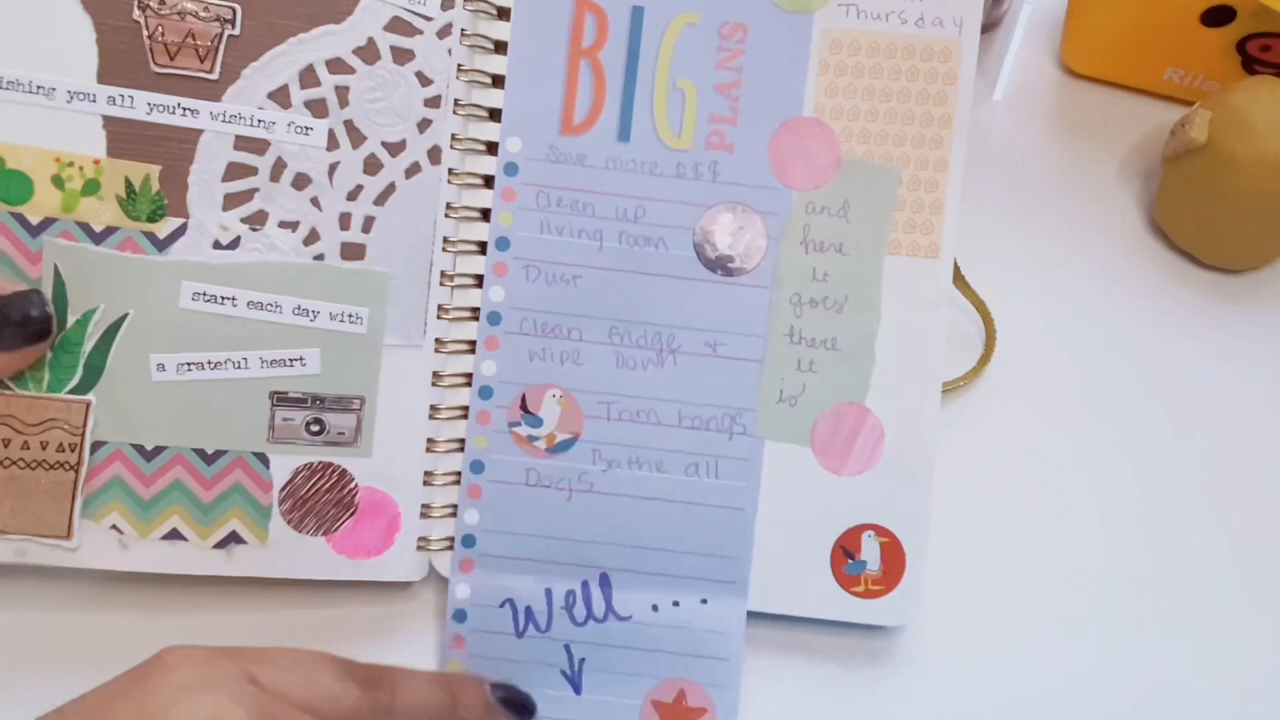 ishing you all you're wishing for
start each day with
a grateful heart
BIG
PLANS
Save more $$$
Clean up
living room
Dust
Clean Fridge +
Wipe Down
Trim bangs
Bathe all
Dogs
Well...
Thursday
and
here
it
goes
there
it
is
Rila